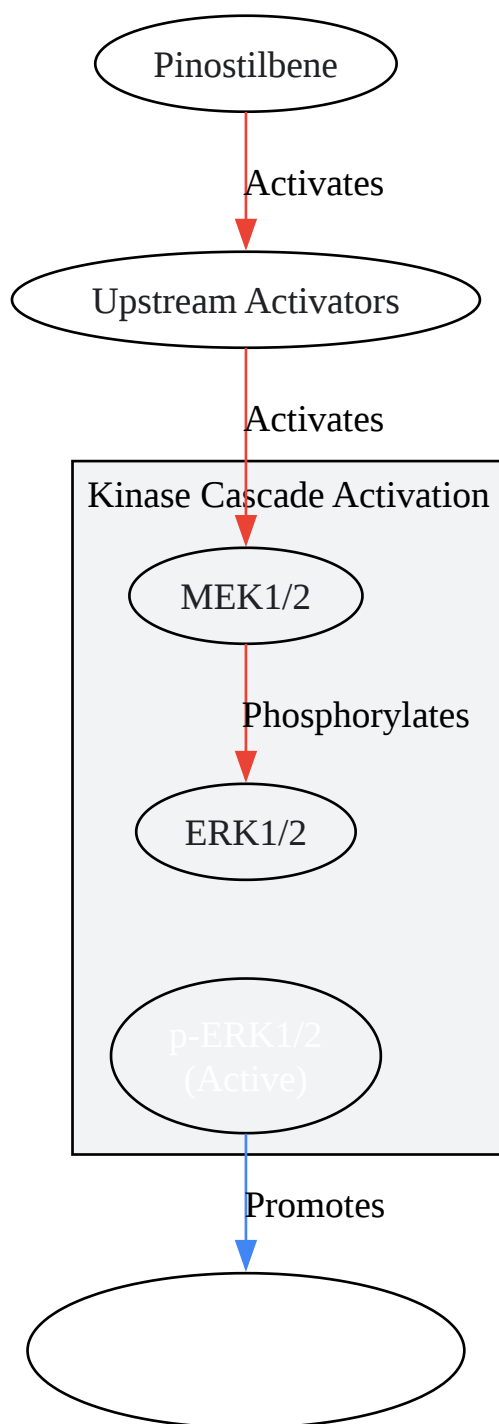 Pinostilbene
Activates
Upstream Activators
Activates
Kinase Cascade Activation
MEK1/2
Phosphorylates
ERK1/2
p-ERK1/2
(Active)
Promotes